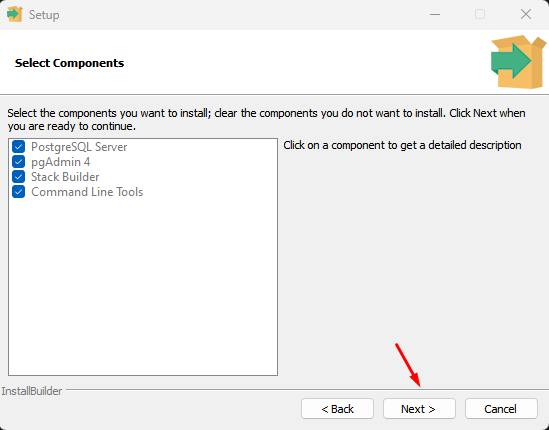 Setup
Select Components
Select the components you want to install; clear the components you do not want to install. Click Next when
you are ready to continue.
PostgreSQL Server
pgAdmin 4
Stack Builder
Command Line Tools
Click on a component to get a detailed description
InstallBuilder
< Back
Next >
Cancel